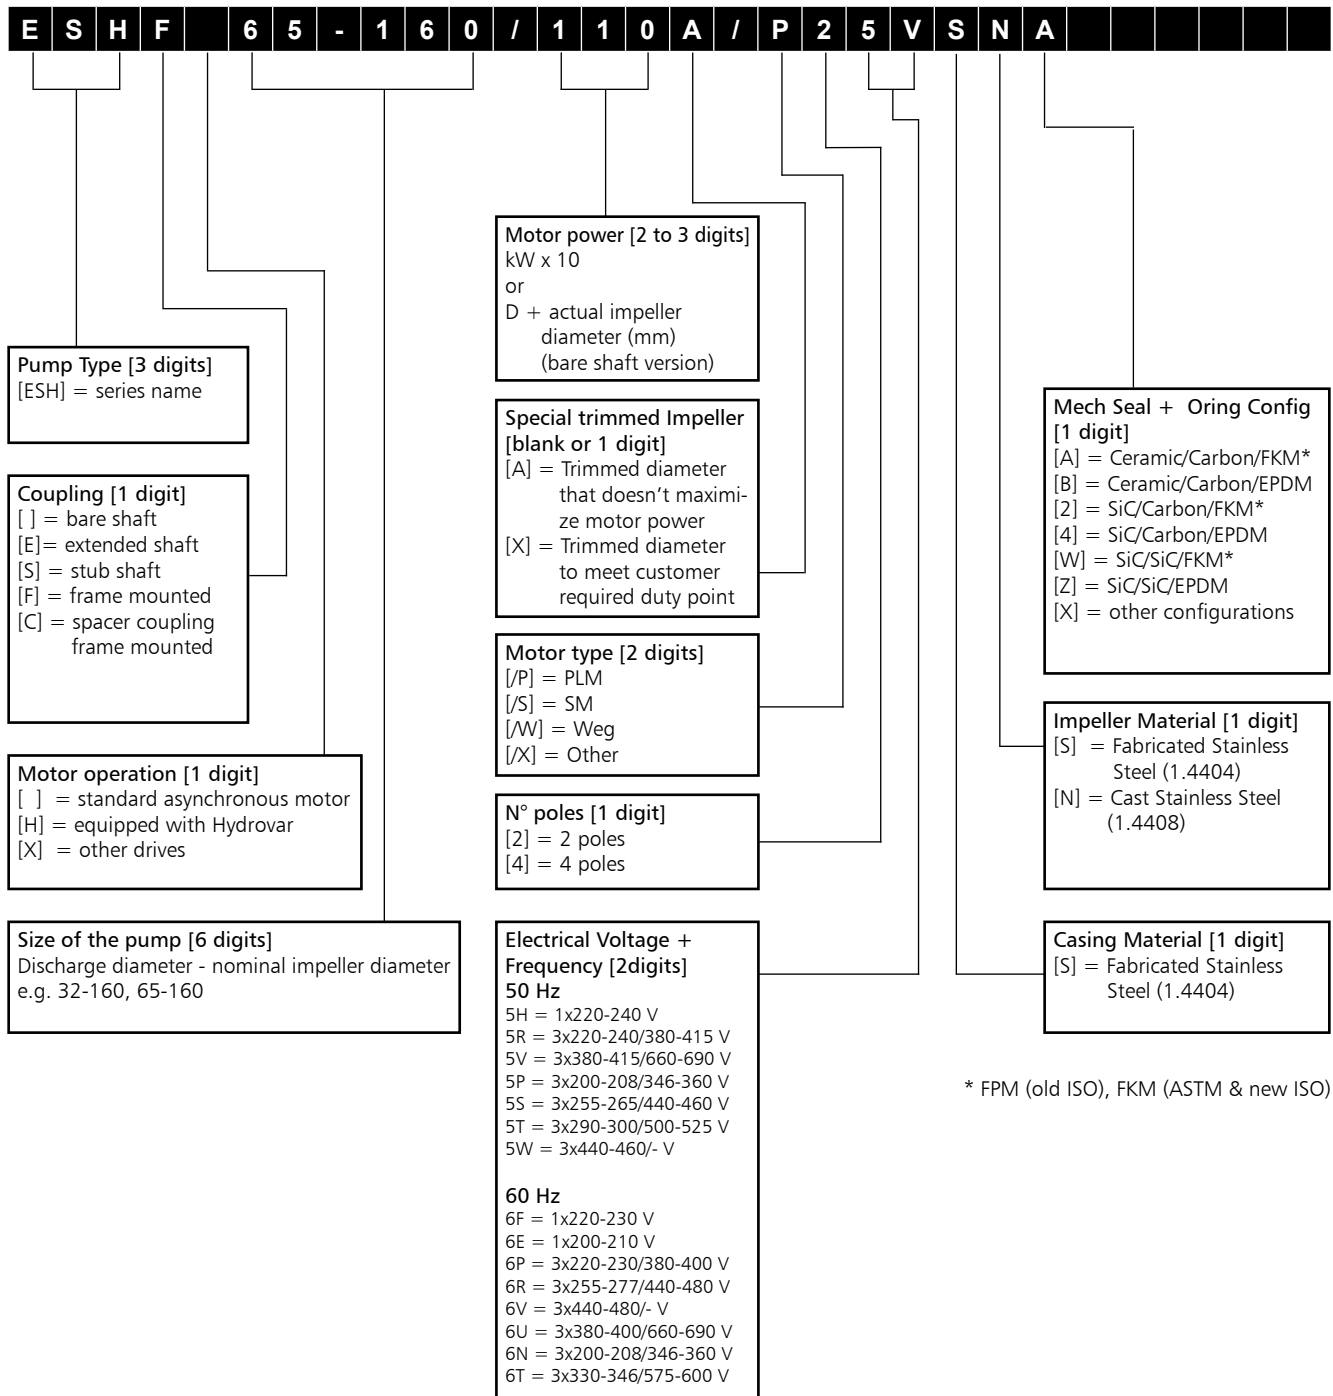 ESHF 65-160/110A/P25VSNA
Motor power [2 to 3 digits]
kW x 10
or
D + actual impeller
diameter (mm)
(bare shaft version)
Pump Type [3 digits]
[ESH] = series name
Coupling [1 digit]
[ ] = bare shaft
[E]= extended shaft
[S] = stub shaft
[F] = frame mounted
[C] = spacer coupling
frame mounted
Motor operation [1 digit]
[ ] = standard asynchronous motor
[H] = equipped with Hydrovar
[X] = other drives
Size of the pump [6 digits]
Discharge diameter - nominal impeller diameter
e.g. 32-160, 65-160
Special trimmed Impeller
[blank or 1 digit]
[A] = Trimmed diameter
that doesn't maximi-
ze motor power
[X] = Trimmed diameter
to meet customer
required duty point
Motor type [2 digits]
[/P] = PLM
[/S] = SM
[/W] = Weg
[/X] = Other
N° poles [1 digit]
[2] = 2 poles
[4] = 4 poles
Electrical Voltage +
Frequency [2digits]
50 Hz
5H = 1x220-240 V
5R = 3x220-240/380-415 V
5V = 3x380-415/660-690 V
5P = 3x200-208/346-360 V
5S = 3x255-265/440-460 V
5T = 3x290-300/500-525 V
5W = 3x440-460/- V
60 Hz
6F = 1x220-230 V
6E = 1x200-210 V
6P = 3x220-230/380-400 V
6R = 3x255-277/440-480 V
6V = 3x440-480/- V
6U = 3x380-400/660-690 V
6N = 3x200-208/346-360 V
6T = 3x330-346/575-600 V
Mech Seal + Oring Config
[1 digit]
[A] = Ceramic/Carbon/FKM*
[B] = Ceramic/Carbon/EPDM
[2] = SiC/Carbon/FKM*
[4] = SiC/Carbon/EPDM
[W] = SiC/SiC/FKM*
[Z] = SiC/SiC/EPDM
[X] = other configurations
Impeller Material [1 digit]
[S] = Fabricated Stainless
Steel (1.4404)
[N] = Cast Stainless Steel
(1.4408)
Casing Material [1 digit]
[S] = Fabricated Stainless
Steel (1.4404)
* FPM (old ISO), FKM (ASTM & new ISO)